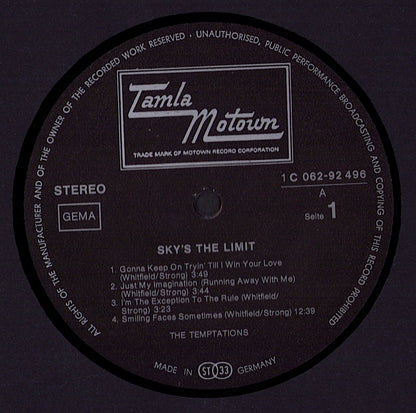 ALL RIGHTS OF THE MANUFACTURER AND OF THE OWNER OF THE RECORDED WORK RESERVED · UNAUTHORISED, PUBLIC PERFORMANCE BROADCASTING AND COPYING OF THIS RECORD PROHIBITED
Tamla
Motown
TRADE MARK OF MOTOWN RECORD CORPORATION
STEREO
GEMA
1 C 062-92 496
A
Seite 1
SKY'S THE LIMIT
1. Gonna Keep On Tryin' Till I Win Your Love
(Whitfield/Strong) 3:49
2. Just My Imagination (Running Away With Me)
(Whitfield/Strong) 3:44
3. I'm The Exception To The Rule (Whitfield/
Strong) 3:23
4. Smiling Faces Sometimes (Whitfield/Strong) 12:39
THE TEMPTATIONS
MADE IN ST 33 GERMANY